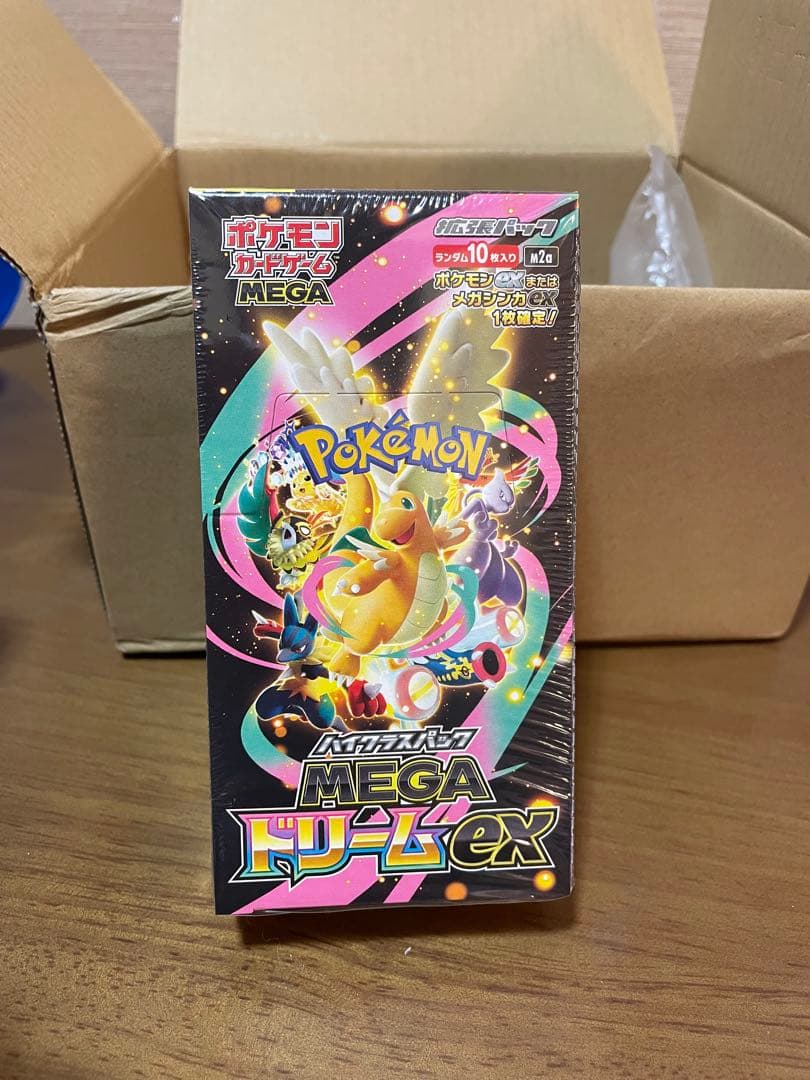 ポケモン
カードゲーム
MEGA
拡張パック
ランダム10枚入り M2a
ポケモンexまたは
メガシンカex
1枚確定!
POKÉMON
ハイクラスパック
MEGA
ドリームex